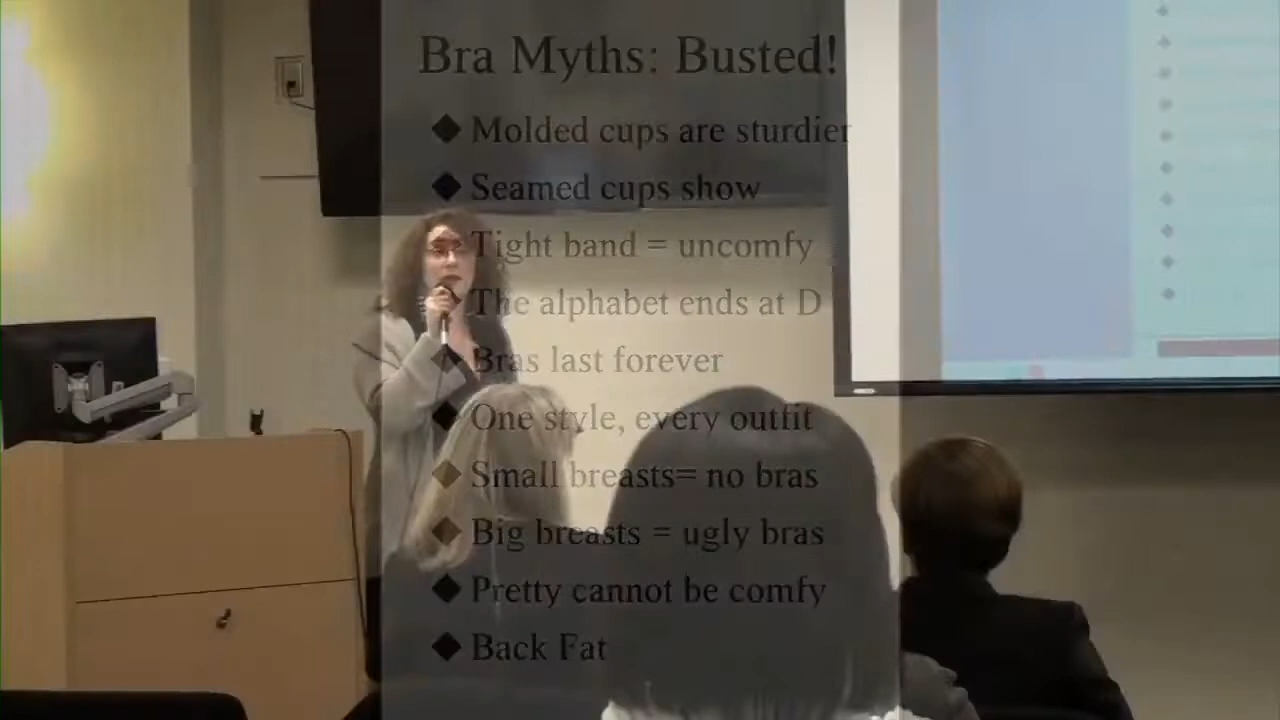 Bra Myths: Busted!
Molded cups are sturdier
Seamed cups show
Tight band = uncomfy
The alphabet ends at D
Bras last forever
One style, every outfit
Small breasts= no bras
Big breasts = ugly bras
Pretty cannot be comfy
Back Fat